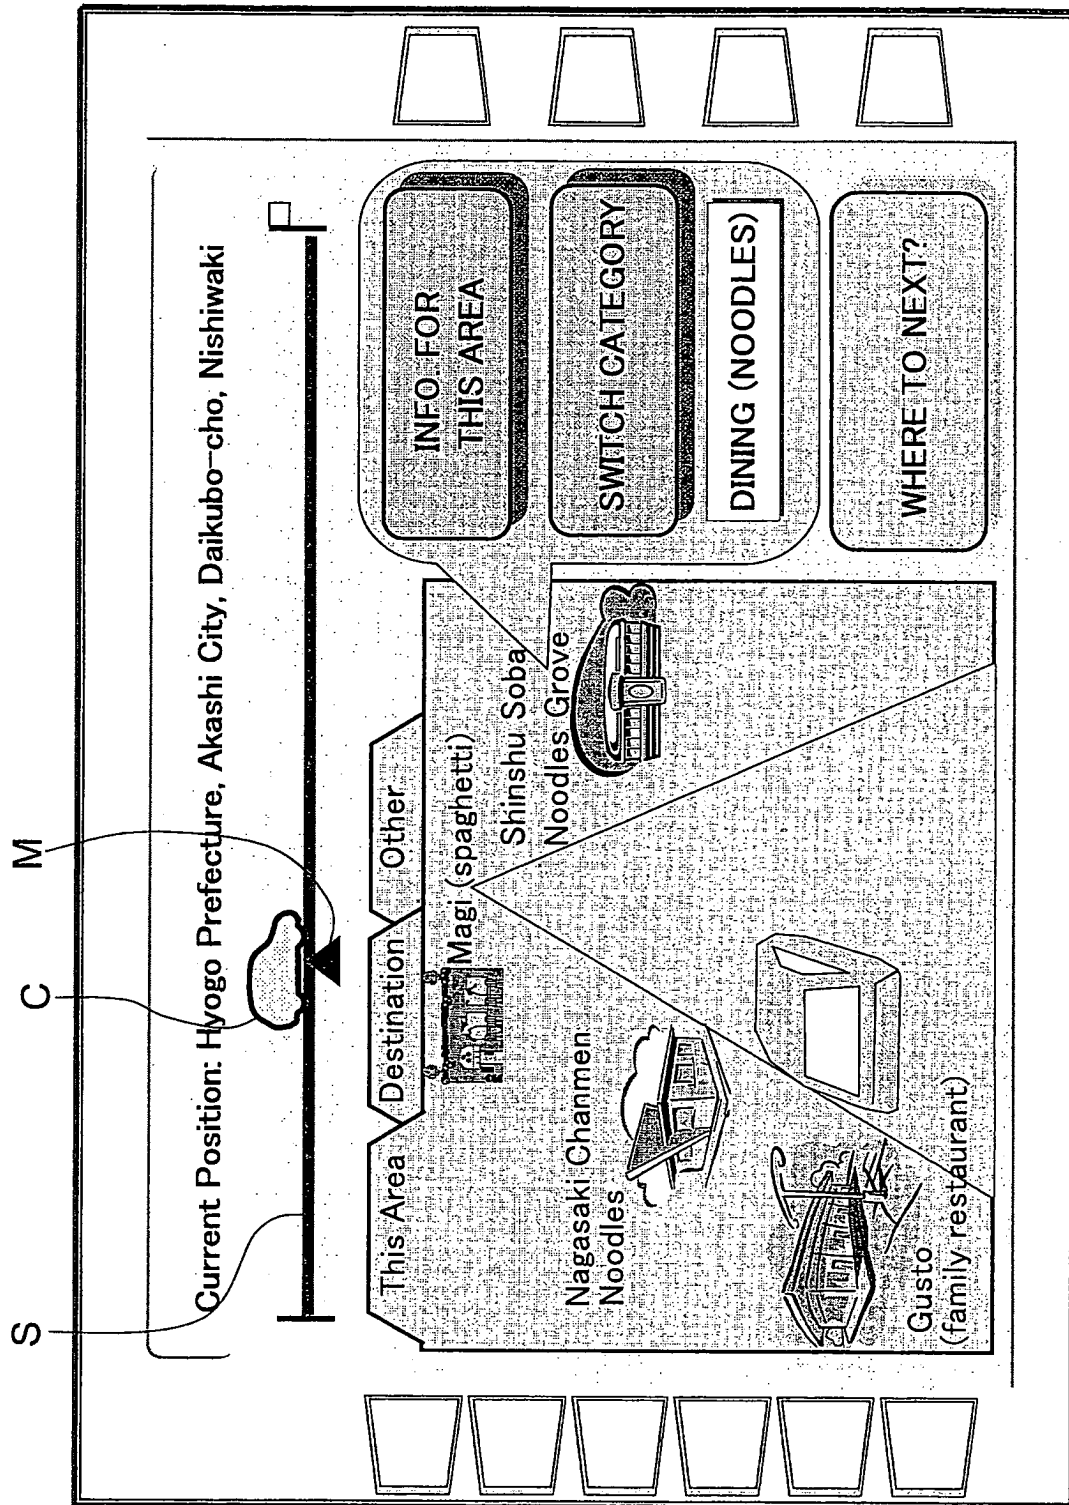 S
C
M
Current Position: Hyogo Prefecture, Akashi City, Daikubo-cho, Nishiwaki
This Area
Destination
Other
Magi (spaghetti)
Shinshu Soba
Noodles Grove
Nagasaki Chanmen
Noodles
Gusto
(family restaurant)
INFO. FOR
THIS AREA
SWITCH CATEGORY
DINING (NOODLES)
WHERE TO NEXT?